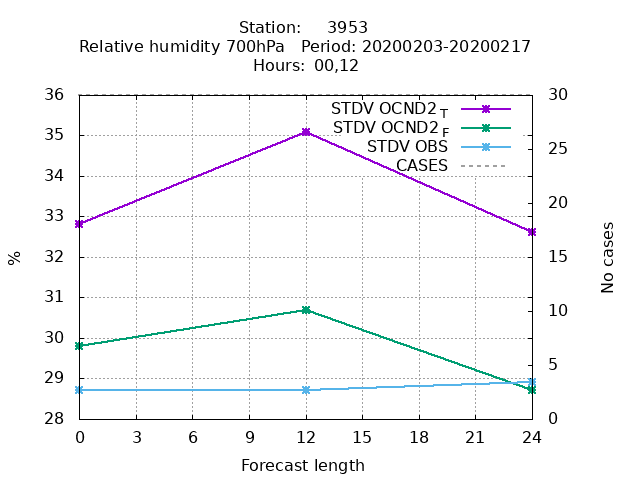 Station: 3953
Relative humidity 700hPa Period: 20200203-20200217
Hours: 00,12
STDV OCND2 T
STDV OCND2 F
STDV OBS
CASES
36
35
34
33
32
31
30
29
28
%
30
25
20
15
10
5
0
No cases
0 3 6 9 12 15 18 21 24
Forecast length